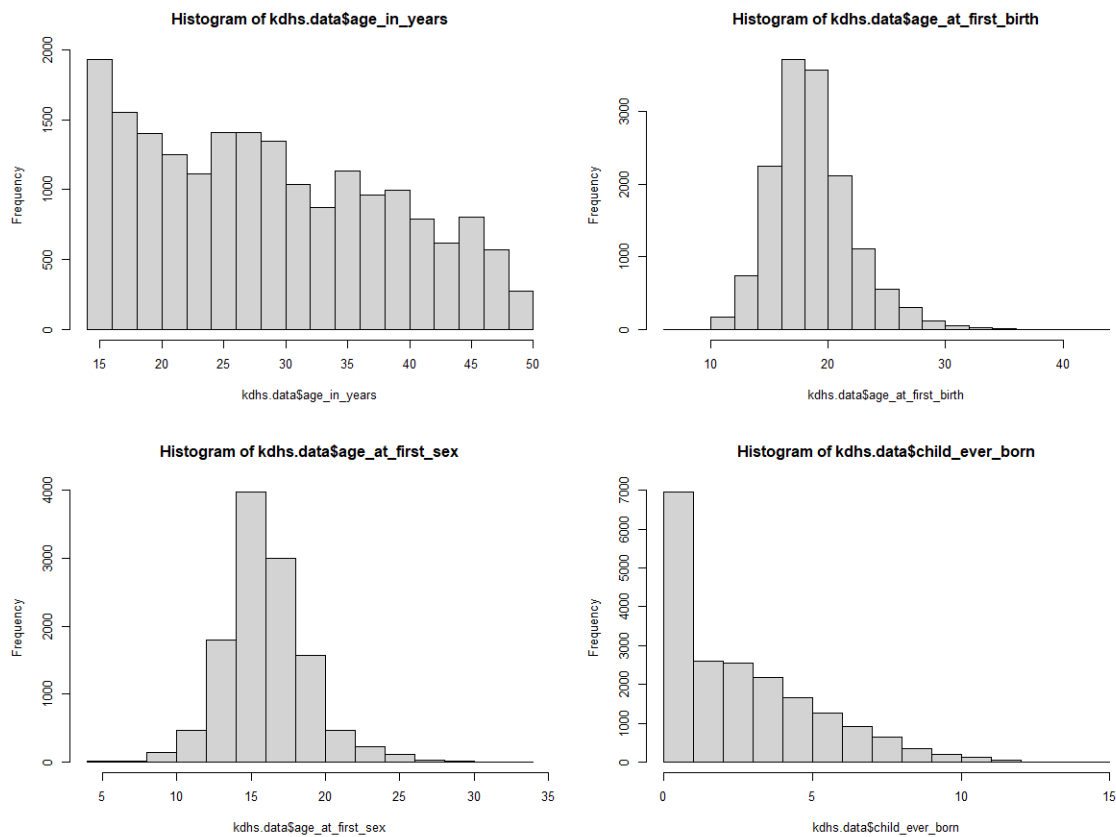 Histogram of kdhs.data$age_in_years
Frequency
0 500 1000 1500 2000
15 20 25 30 35 40 45 50
kdhs.data$age_in_years
Histogram of kdhs.data$age_at_first_birth
Frequency
0 1000 2000 3000
10 20 30 40
kdhs.data$age_at_first_birth
Histogram of kdhs.data$age_at_first_sex
Frequency
0 1000 2000 3000 4000
5 10 15 20 25 30 35
kdhs.data$age_at_first_sex
Histogram of kdhs.data$child_ever_born
Frequency
0 1000 2000 3000 4000 5000 6000 7000
0 5 10 15
kdhs.data$child_ever_born